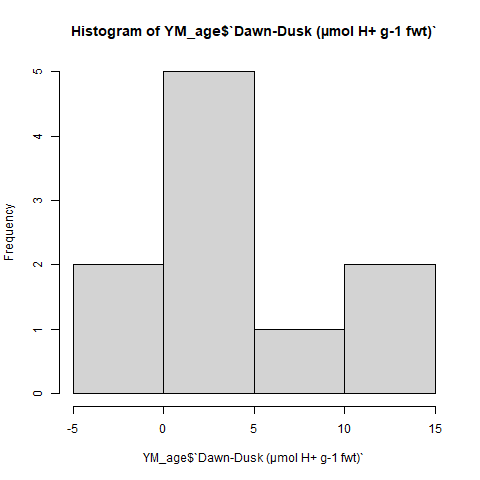 Histogram of YM_age$`Dawn-Dusk (µmol H+ g-1 fwt)`
Frequency
5
4
3
2
1
0
-5 0 5 10 15
YM_age$`Dawn-Dusk (µmol H+ g-1 fwt)`